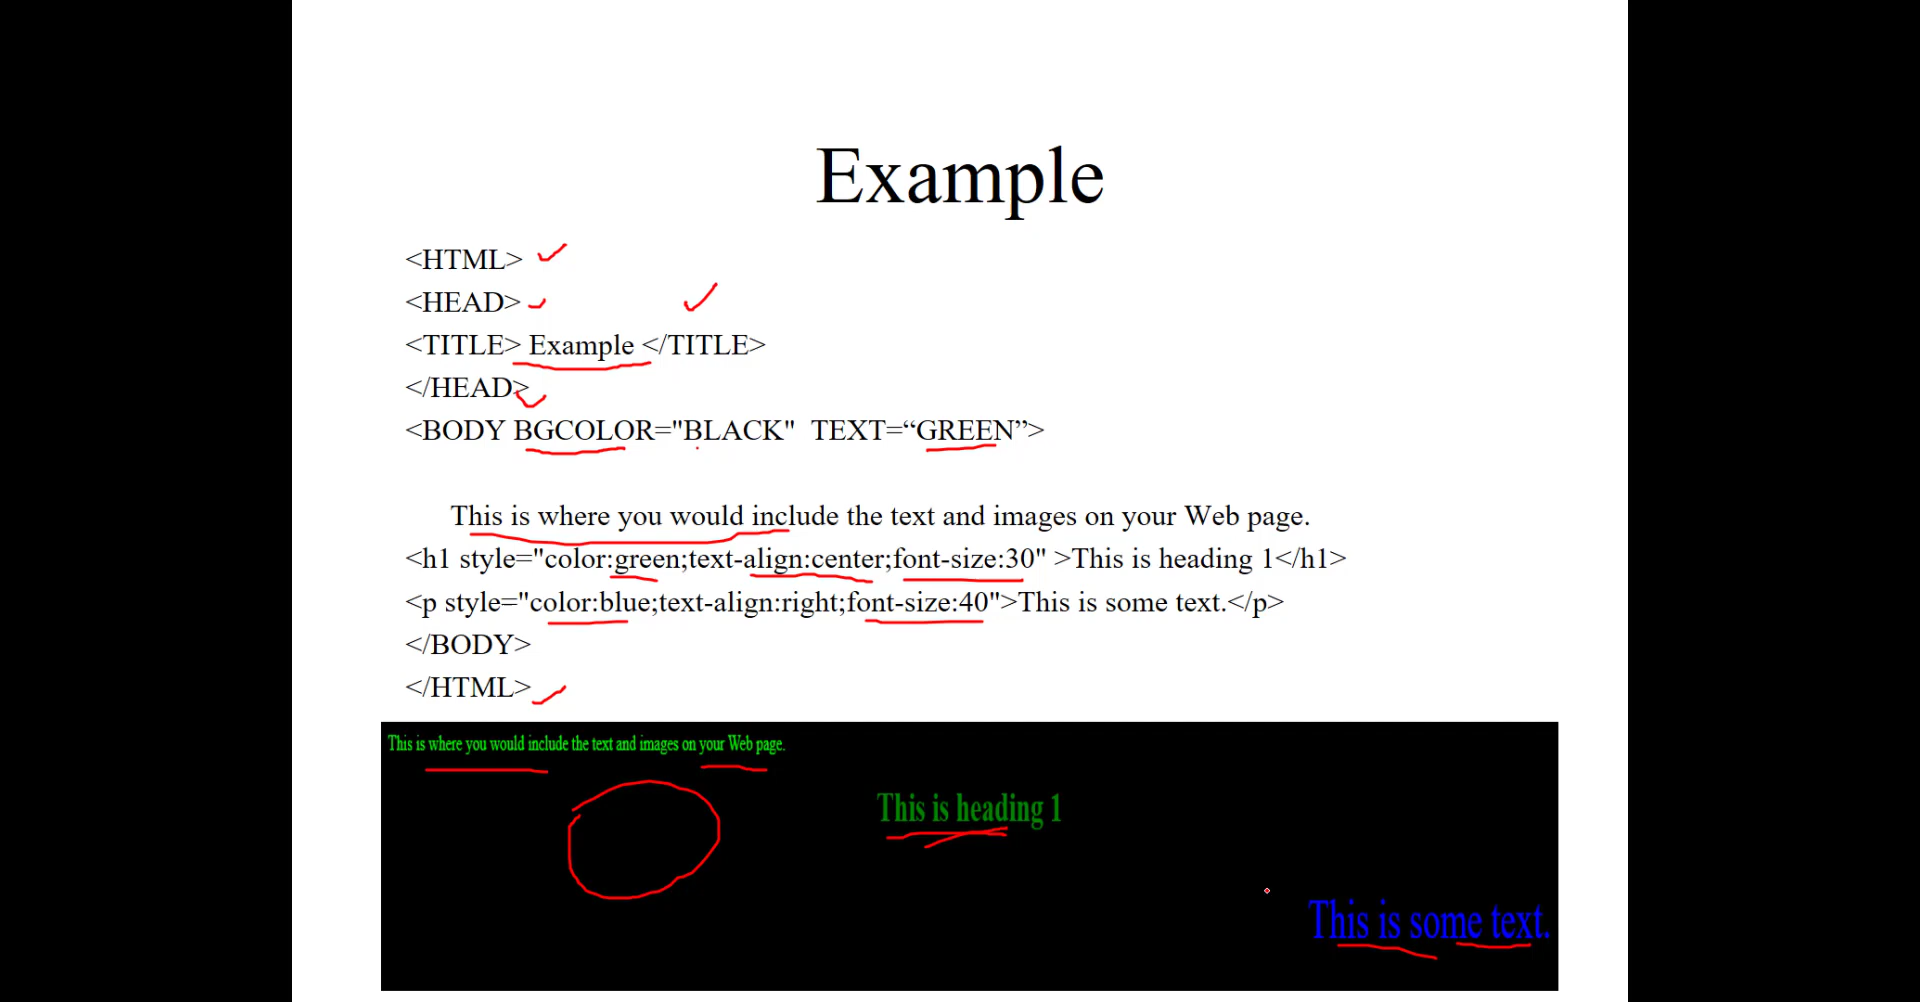 Example
<HTML>
<HEAD>
<TITLE> Example </TITLE>
</HEAD>
<BODY BGCOLOR="BLACK"  TEXT=“GREEN”>
This is where you would include the text and images on your Web page.
<h1 style="color:green;text-align:center;font-size:30" >This is heading 1</h1>
<p style="color:blue;text-align:right;font-size:40">This is some text.</p>
</BODY>
</HTML>
This is where you would include the text and images on your Web page.
This is heading 1
This is some text.